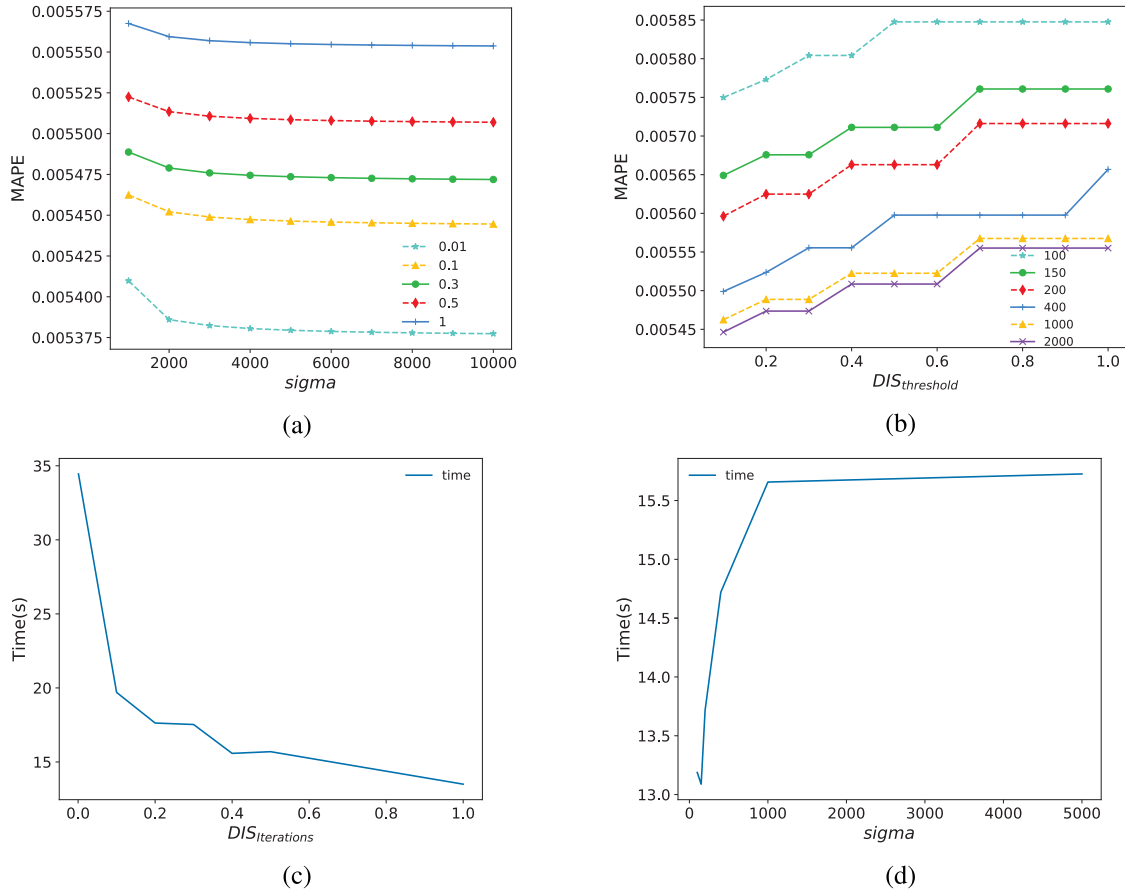 0.005575
0.005550
0.005525
0.005500
0.005475
0.005450
0.005425
0.005400
0.005375
MAPE
0.01
0.1
0.3
0.5
1
2000 4000 6000 8000 10000
sigma
(a)
0.00585
0.00580
0.00575
0.00570
0.00565
0.00560
0.00555
0.00550
0.00545
MAPE
100
150
200
400
1000
2000
0.2 0.4 0.6 0.8 1.0
DISthreshold
(b)
35
30
25
20
15
Time(s)
time
0.0 0.2 0.4 0.6 0.8 1.0
DISIterations
(c)
15.5
15.0
14.5
14.0
13.5
13.0
Time(s)
time
0 1000 2000 3000 4000 5000
sigma
(d)